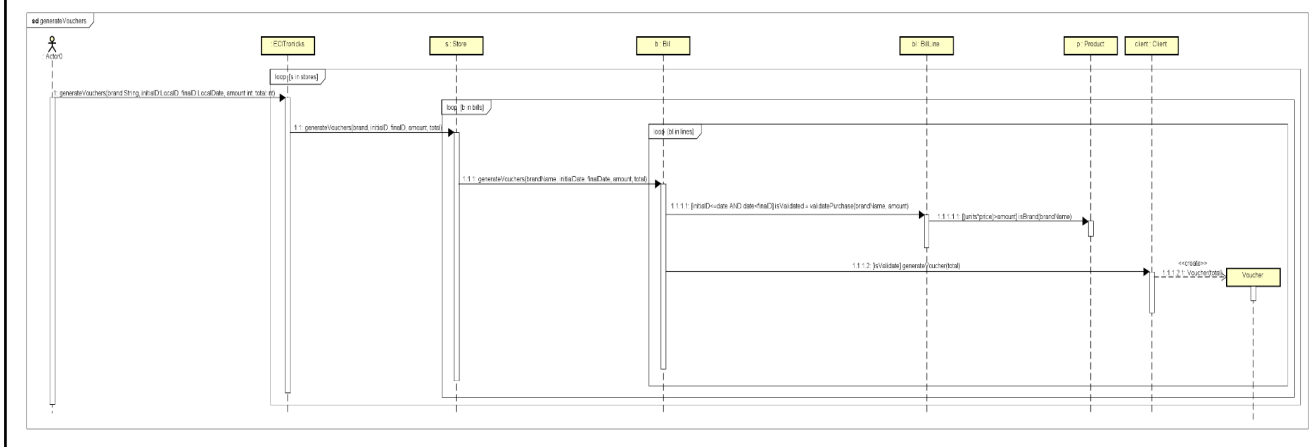 sd generateVouchers
Actor0
: ECITronicks
s : Store
b : Bill
bl : BillLine
p : Product
client : Client
loop [s in stores]
1: generateVouchers(brand:String, initialD:LocalD, finalD:LocalDate, amount:int, total:int)
loop [b in bills]
1.1: generateVouchers(brand, initialD, finalD, amount, total)
loop [bl in lines]
1.1.1: generateVouchers(brandName, initialDate, finalDate, amount, total)
1.1.1.1: [initialD<=date AND date<finalD] isValidated = validatePurchase(brandName, amount)
1.1.1.1.1: [(units*price)>amount] isBrand(brandName)
1.1.1.2: [isValidate] generateVoucher(total)
<<create>>
1.1.1.2.1: Voucher(total)
Voucher